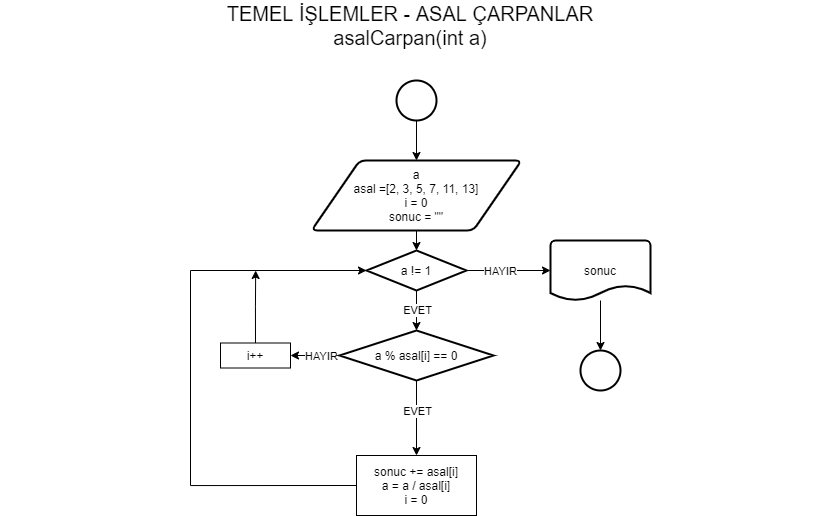 TEMEL İŞLEMLER - ASAL ÇARPANLAR
asalCarpan(int a)
a
asal =[2, 3, 5, 7, 11, 13]
i = 0
sonuc = ""
a != 1
HAYIR
sonuc
EVET
i++
HAYIR
a % asal[i] == 0
EVET
sonuc += asal[i]
a = a / asal[i]
i = 0